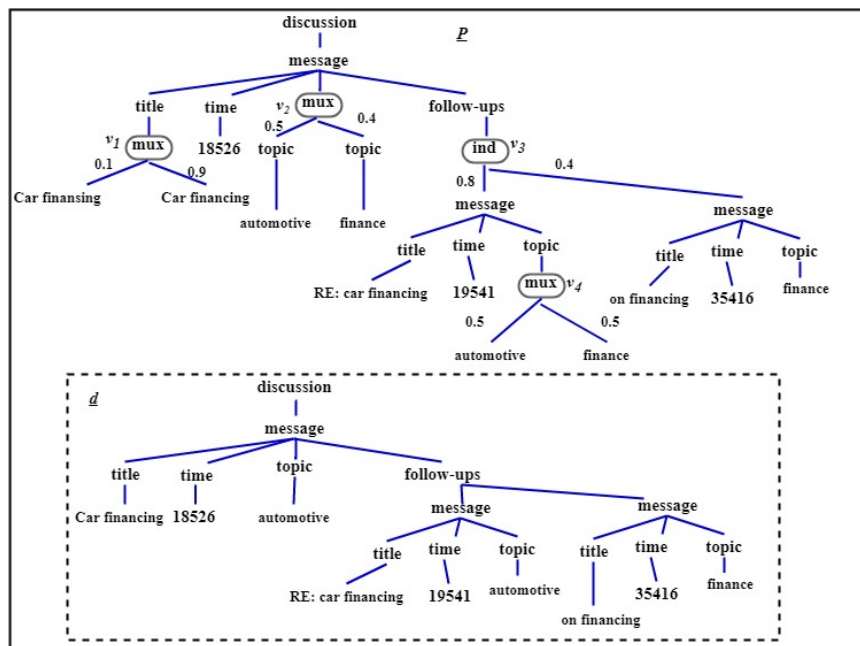 discussion
P
message
title time v2 mux follow-ups
0.5 0.4
v1 mux 18526 topic topic ind v3
0.1 0.9 0.8 0.4
Car finansing Car financing message message
automotive finance
title time topic title time topic
RE: car financing 19541 mux v4 on financing 35416 finance
0.5 0.5
automotive finance
d discussion
message
title time topic follow-ups
Car financing 18526 automotive message message
title time topic title time topic
RE: car financing 19541 automotive on financing 35416 finance